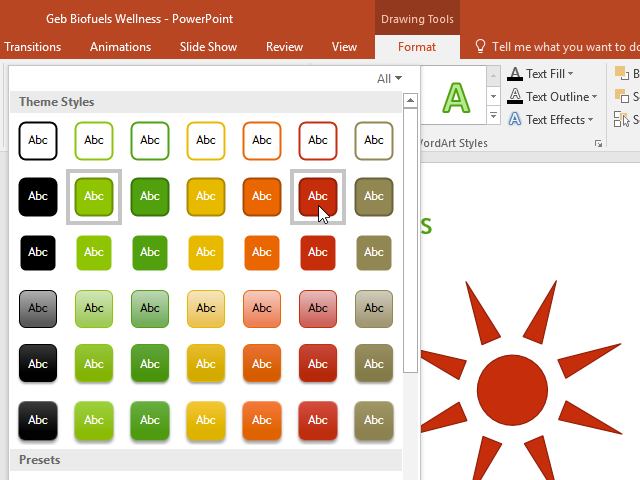 Geb Biofuels Wellness - PowerPoint
Drawing Tools
Transitions Animations Slide Show Review View Format Tell me what you want to do
All
Theme Styles
Abc Abc Abc Abc Abc Abc Abc
Abc Abc Abc Abc Abc Abc Abc
Abc Abc Abc Abc Abc Abc Abc
Abc Abc Abc Abc Abc Abc Abc
Abc Abc Abc Abc Abc Abc Abc
Abc Abc Abc Abc Abc Abc Abc
Presets
A
A Text Fill
A Text Outline
A Text Effects
WordArt Styles
B
S
Se
s